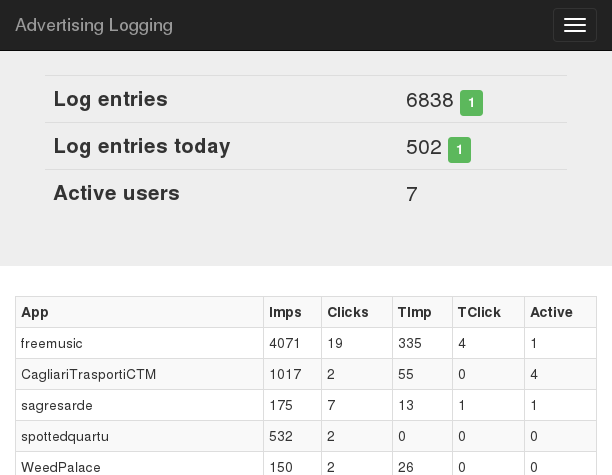 Advertising Logging
Log entries 6838 1
Log entries today 502 1
Active users 7
App Imps Clicks TImp TClick Active
freemusic 4071 19 335 4 1
CagliariTrasportiCTM 1017 2 55 0 4
sagresarde 175 7 13 1 1
spottedquartu 532 2 0 0 0
WeedPalace 150 2 26 0 0